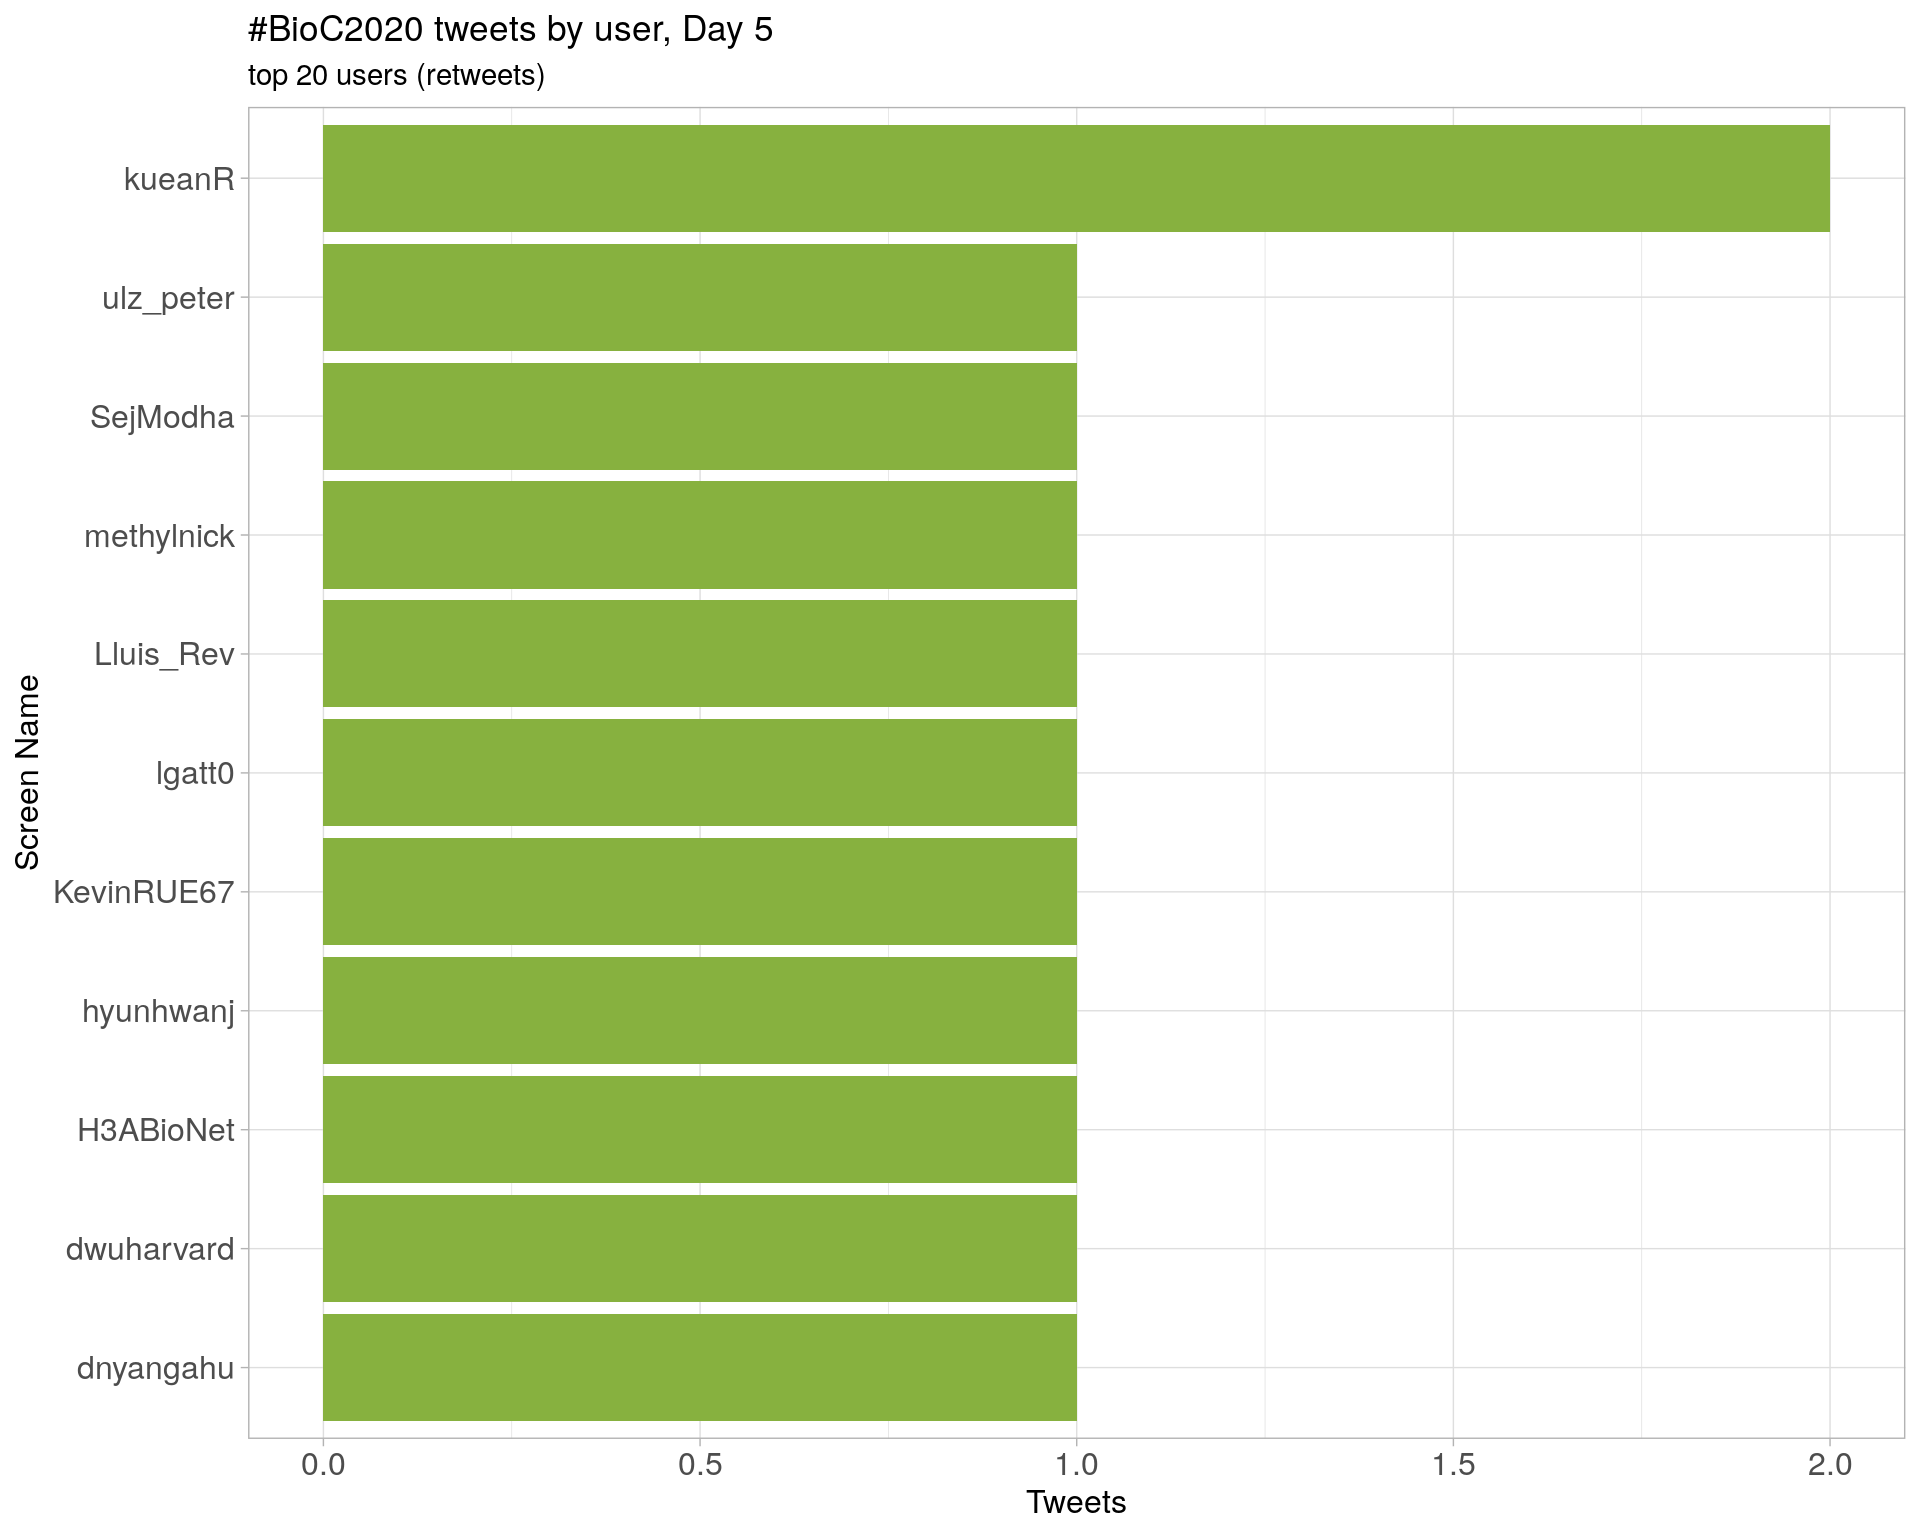 #BioC2020 tweets by user, Day 5
top 20 users (retweets)
Screen Name
kueanR
ulz_peter
SejModha
methylnick
Lluis_Rev
lgatt0
KevinRUE67
hyunhwanj
H3ABioNet
dwuharvard
dnyangahu
0.0 0.5 1.0 1.5 2.0
Tweets